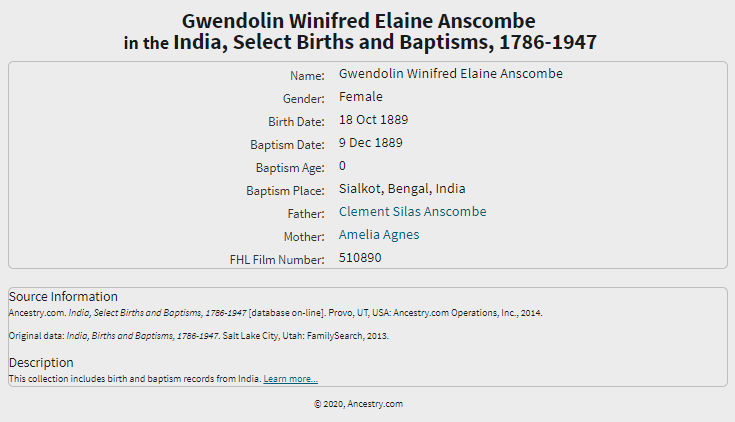 Gwendolin Winifred Elaine Anscombe
in the India, Select Births and Baptisms, 1786-1947
Name: Gwendolin Winifred Elaine Anscombe
Gender: Female
Birth Date: 18 Oct 1889
Baptism Date: 9 Dec 1889
Baptism Age: 0
Baptism Place: Sialkot, Bengal, India
Father: Clement Silas Anscombe
Mother: Amelia Agnes
FHL Film Number: 510890
Source Information
Ancestry.com. India, Select Births and Baptisms, 1786-1947 [database on-line]. Provo, UT, USA: Ancestry.com Operations, Inc., 2014.
Original data: India, Births and Baptisms, 1786-1947. Salt Lake City, Utah: FamilySearch, 2013.
Description
This collection includes birth and baptism records from India. Learn more...
© 2020, Ancestry.com